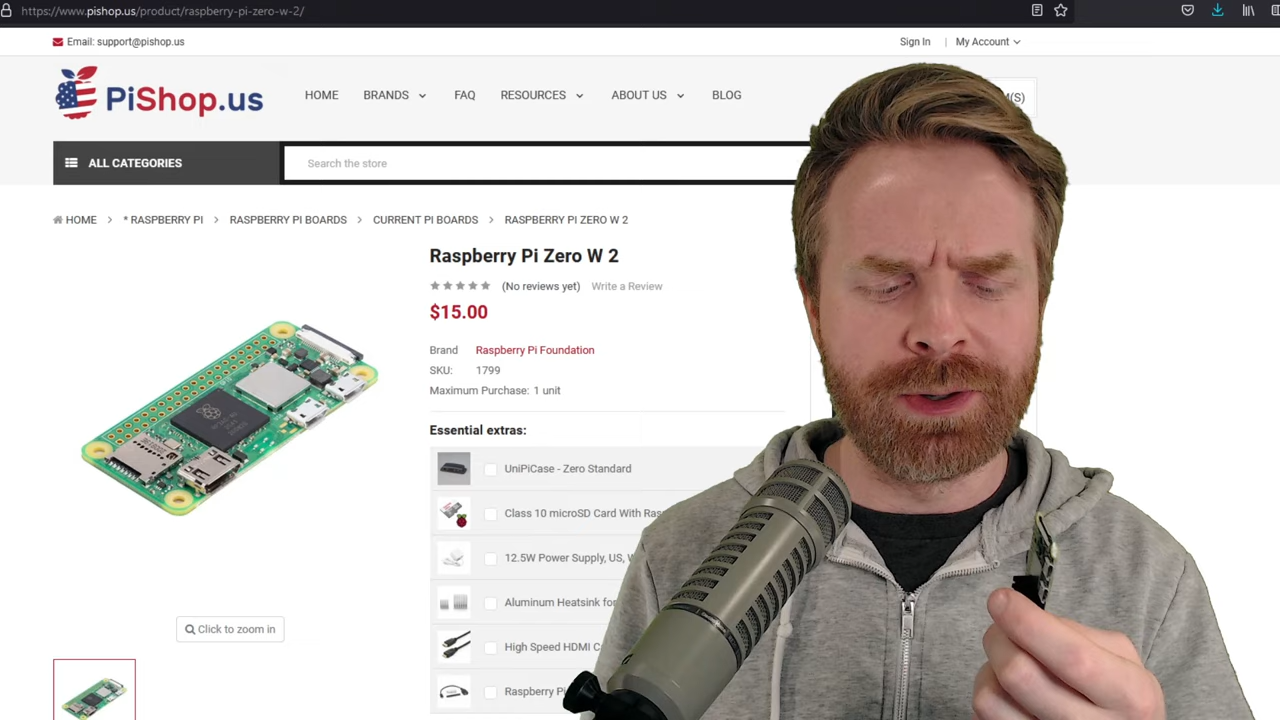 https://www.pishop.us/product/raspberry-pi-zero-w-2/
Email: support@pishop.us
Sign In | My Account
PiShop.us
HOME BRANDS FAQ RESOURCES ABOUT US BLOG
M(S)
ALL CATEGORIES
Search the store
HOME > * RASPBERRY PI > RASPBERRY PI BOARDS > CURRENT PI BOARDS > RASPBERRY PI ZERO W 2
Raspberry Pi Zero W 2
(No reviews yet) Write a Review
$15.00
Brand Raspberry Pi Foundation
SKU: 1799
Maximum Purchase: 1 unit
Essential extras:
UniPiCase - Zero Standard
Class 10 microSD Card With Ras
12.5W Power Supply, US, W
Aluminum Heatsink for
High Speed HDMI C
Raspberry Pi
Click to zoom in